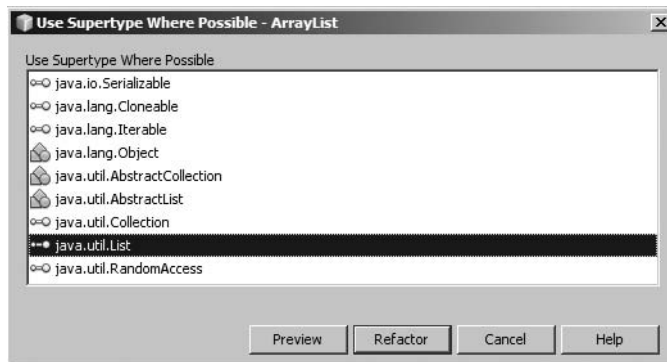 Use Supertype Where Possible - ArrayList
Use Supertype Where Possible
java.io.Serializable
java.lang.Cloneable
java.lang.Iterable
java.lang.Object
java.util.AbstractCollection
java.util.AbstractList
java.util.Collection
java.util.List
java.util.RandomAccess
Preview Refactor Cancel Help